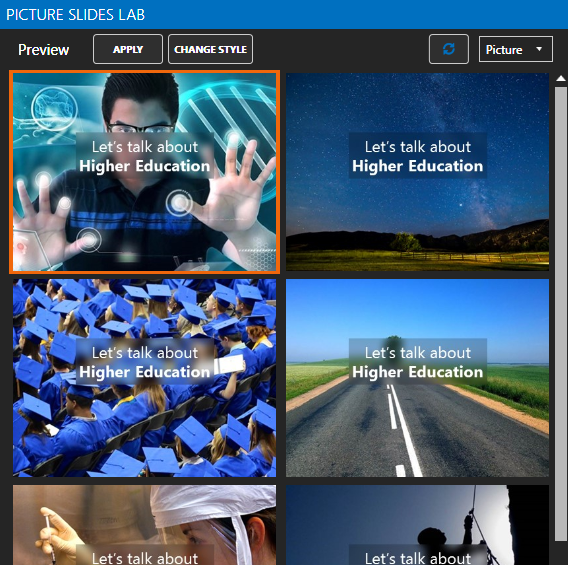 PICTURE SLIDES LAB
Preview
APPLY
CHANGE STYLE
Picture
Let's talk about
Higher Education
Let's talk about
Higher Education
Let's talk about
Higher Education
Let's talk about
Higher Education
Let's talk about
Let's talk about